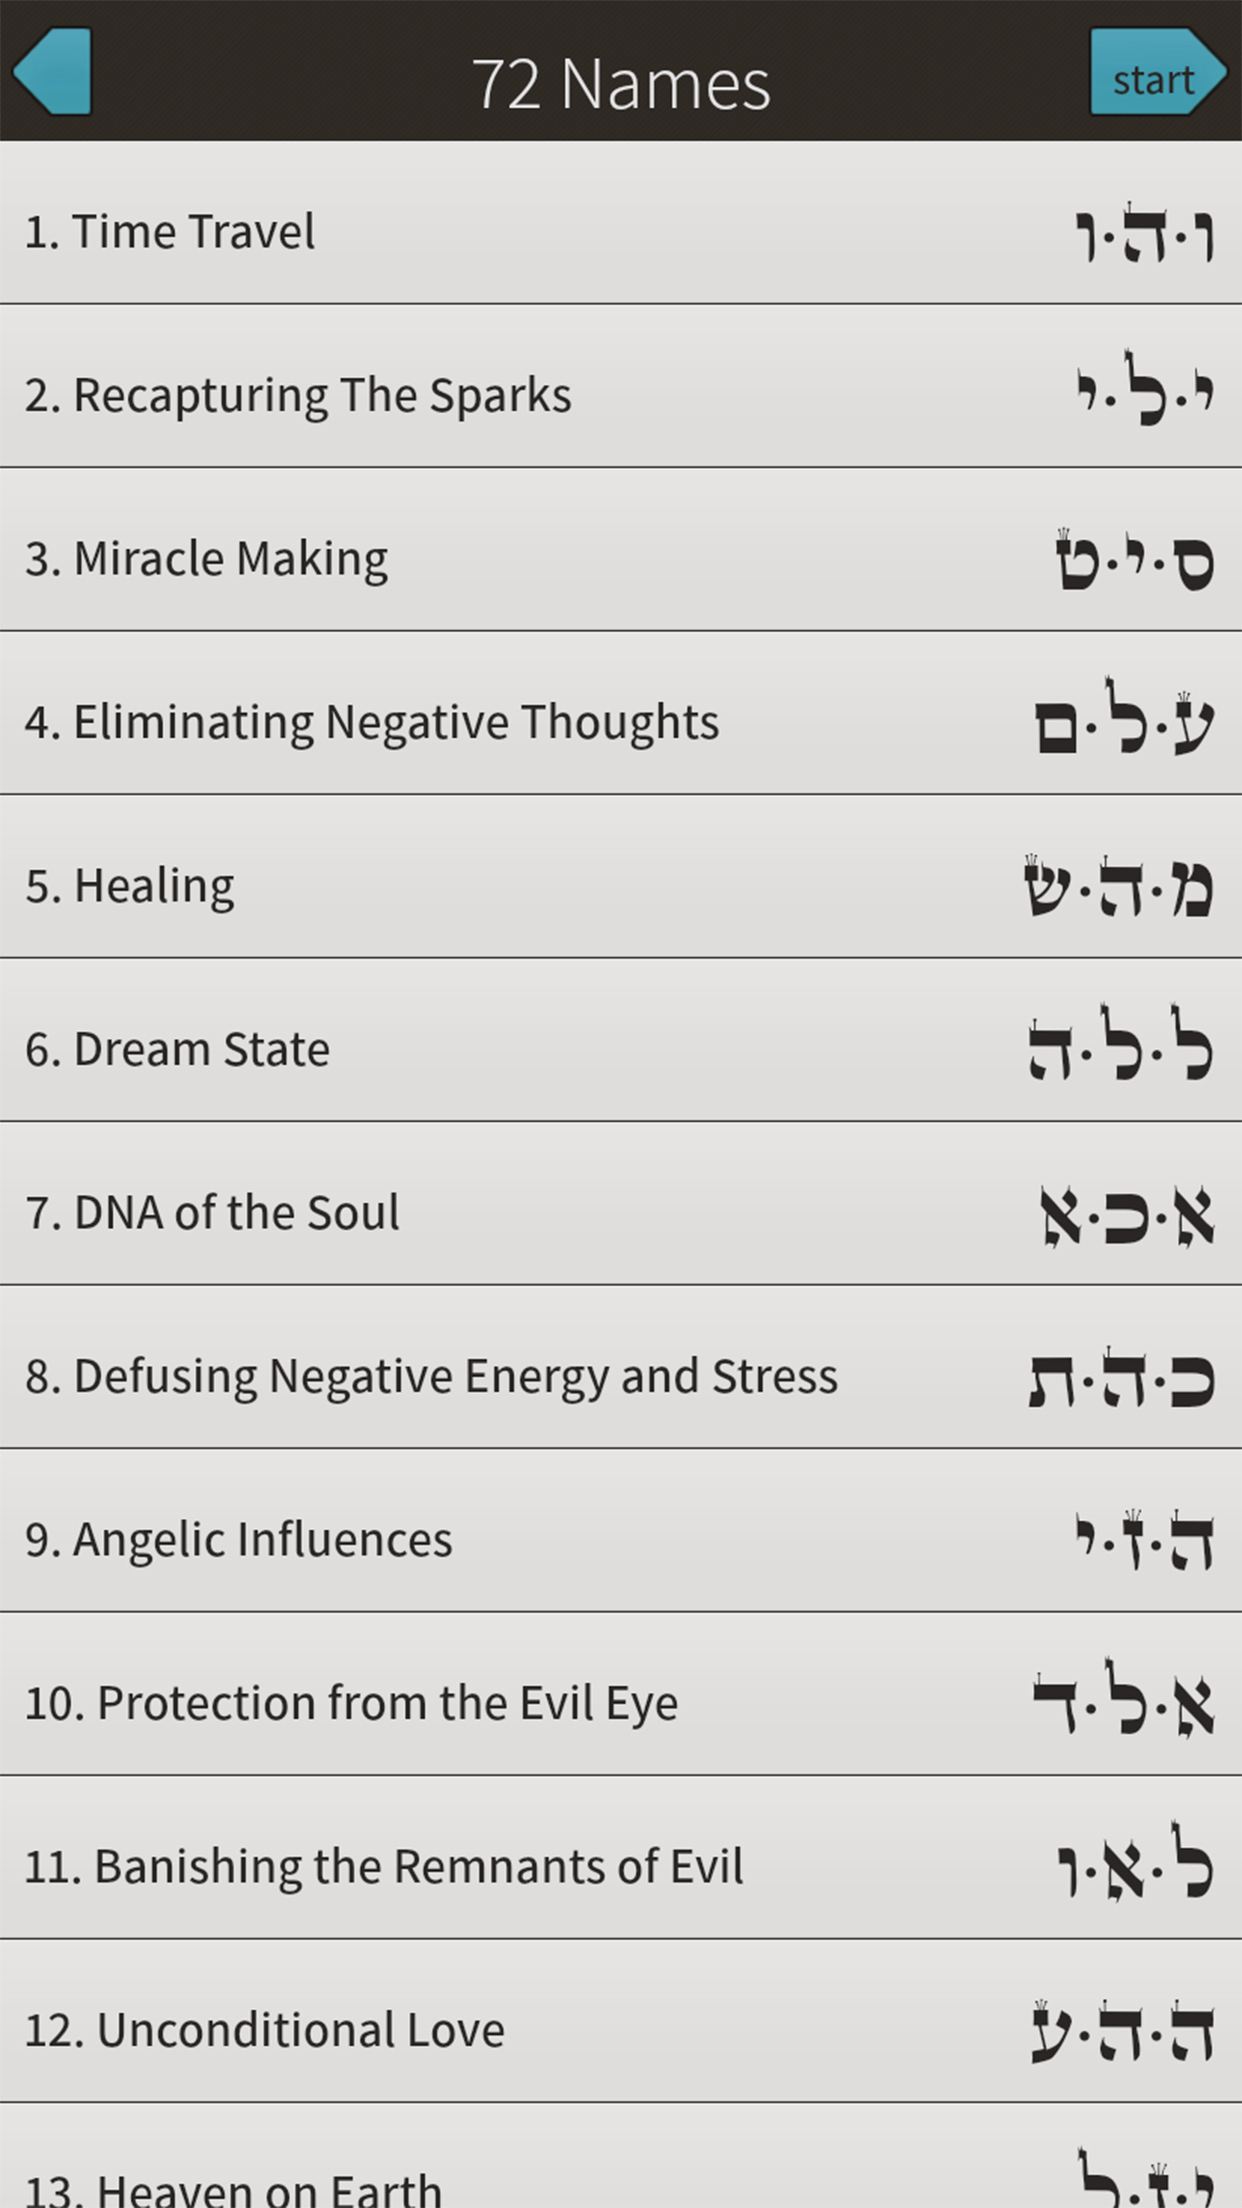 72 Names
start
1. Time Travel ו·ה·ו
2. Recapturing The Sparks י·ל·י
3. Miracle Making ס·י·ט
4. Eliminating Negative Thoughts ע·ל·ם
5. Healing מ·ה·ש
6. Dream State ל·ל·ה
7. DNA of the Soul א·כ·א
8. Defusing Negative Energy and Stress כ·ה·ת
9. Angelic Influences ה·ז·י
10. Protection from the Evil Eye א·ל·ד
11. Banishing the Remnants of Evil ל·א·ו
12. Unconditional Love ה·ה·ע
13. Heaven on Earth י·ז·ל